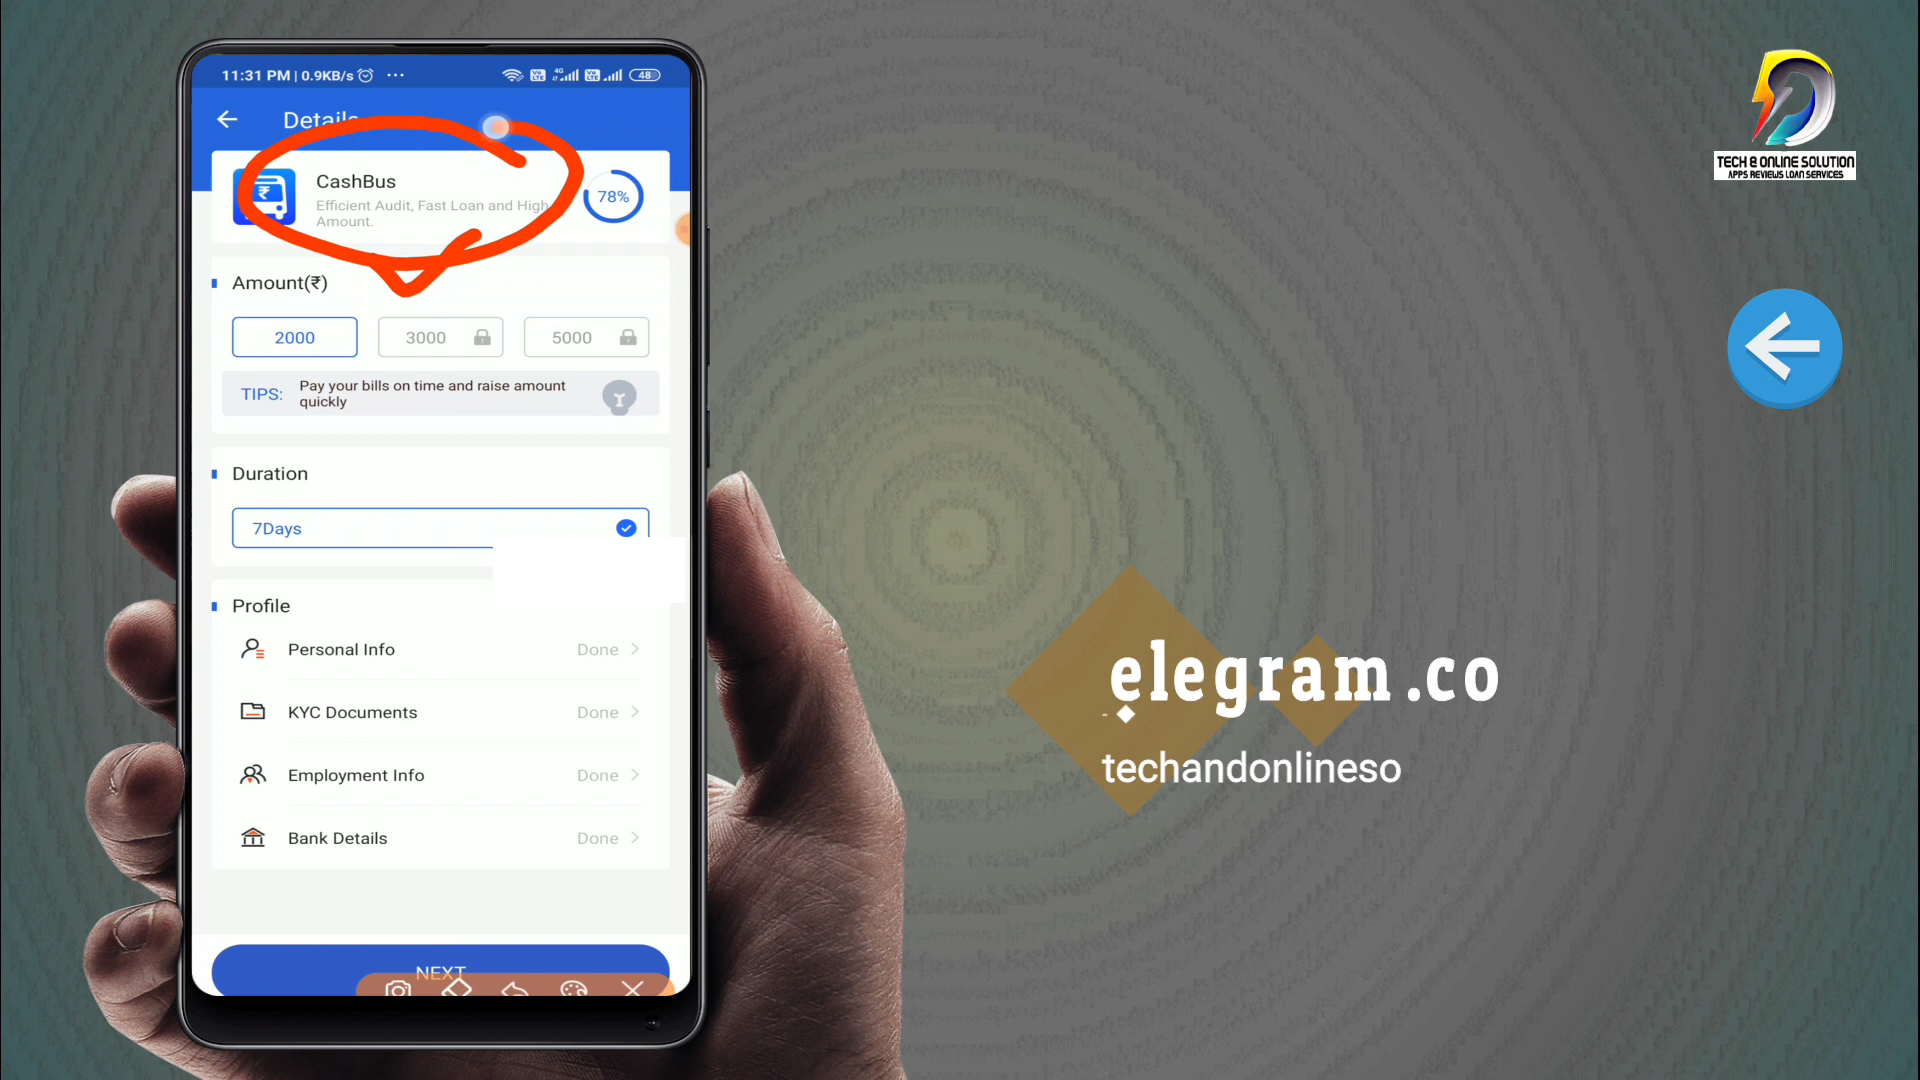 11:31 PM | 0.9KB/s
4G
48
Details
CashBus
Efficient Audit, Fast Loan and High
Amount.
78%
Amount(₹)
2000
3000
5000
TIPS:
Pay your bills on time and raise amount
quickly
Duration
7Days
Profile
Personal Info
Done
KYC Documents
Done
Employment Info
Done
Bank Details
Done
NEXT
TECH & ONLINE SOLUTION
APPS REVIEWS LOAN SERVICES
elegram.co
techandonlineso